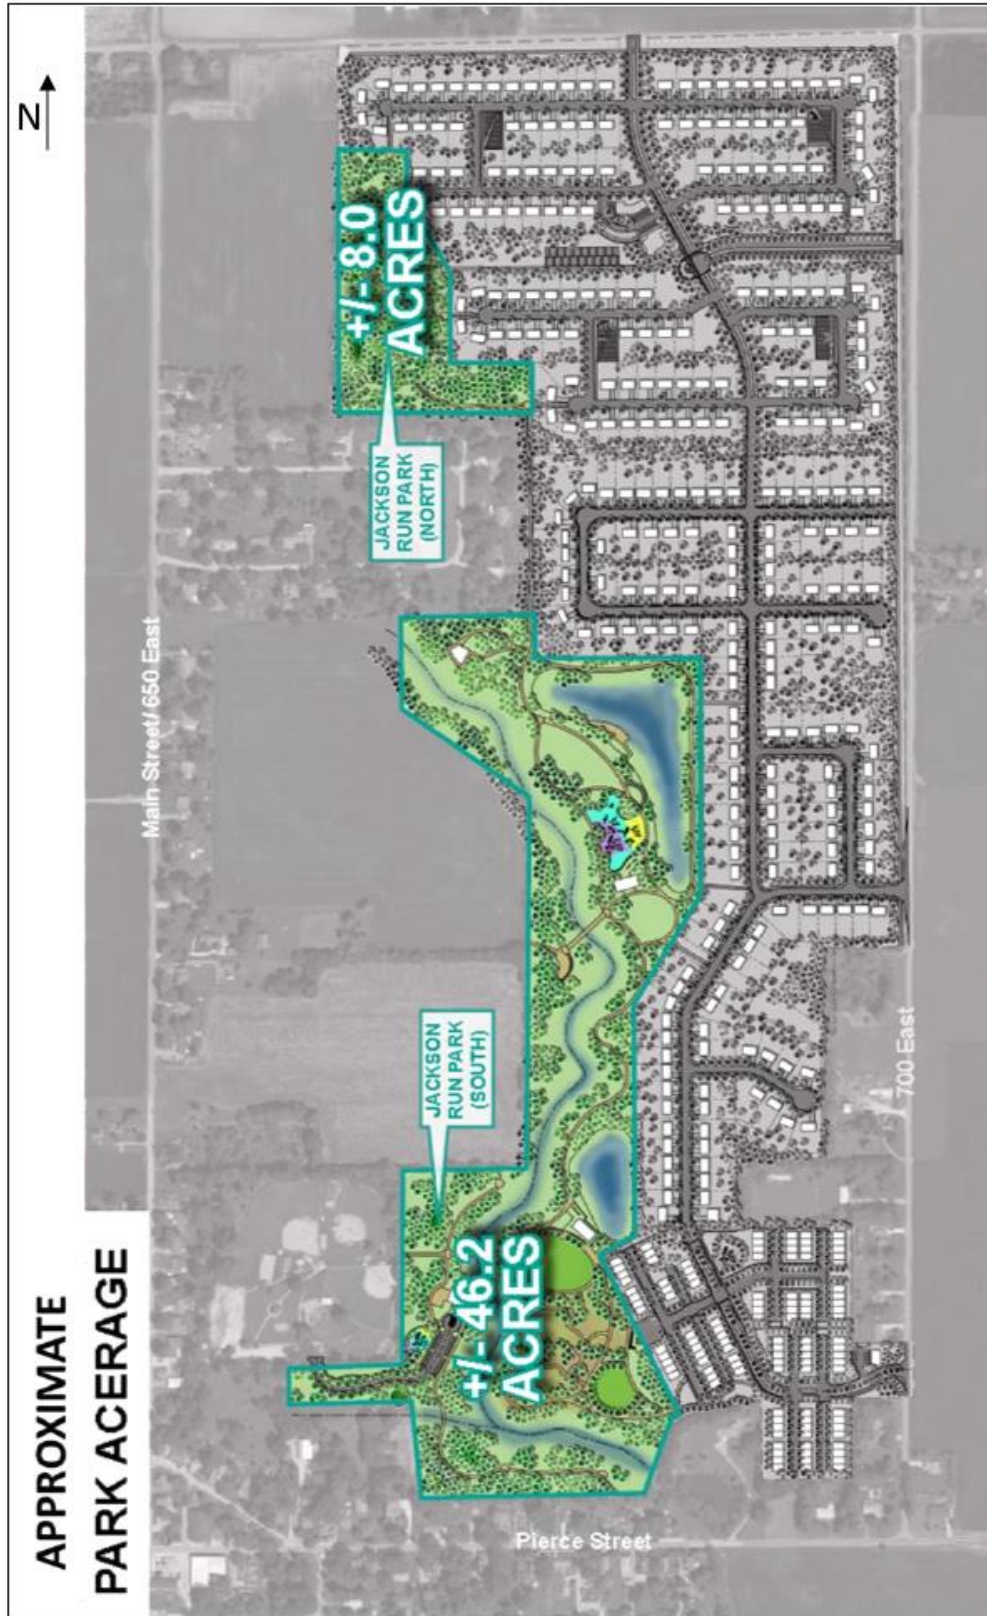 APPROXIMATE
PARK ACERAGE
N
+/- 8.0
ACRES
JACKSON
RUN PARK
(NORTH)
Main Street/ 650 East
JACKSON
RUN PARK
(SOUTH)
+/- 46.2
ACRES
700 East
Pierce Street